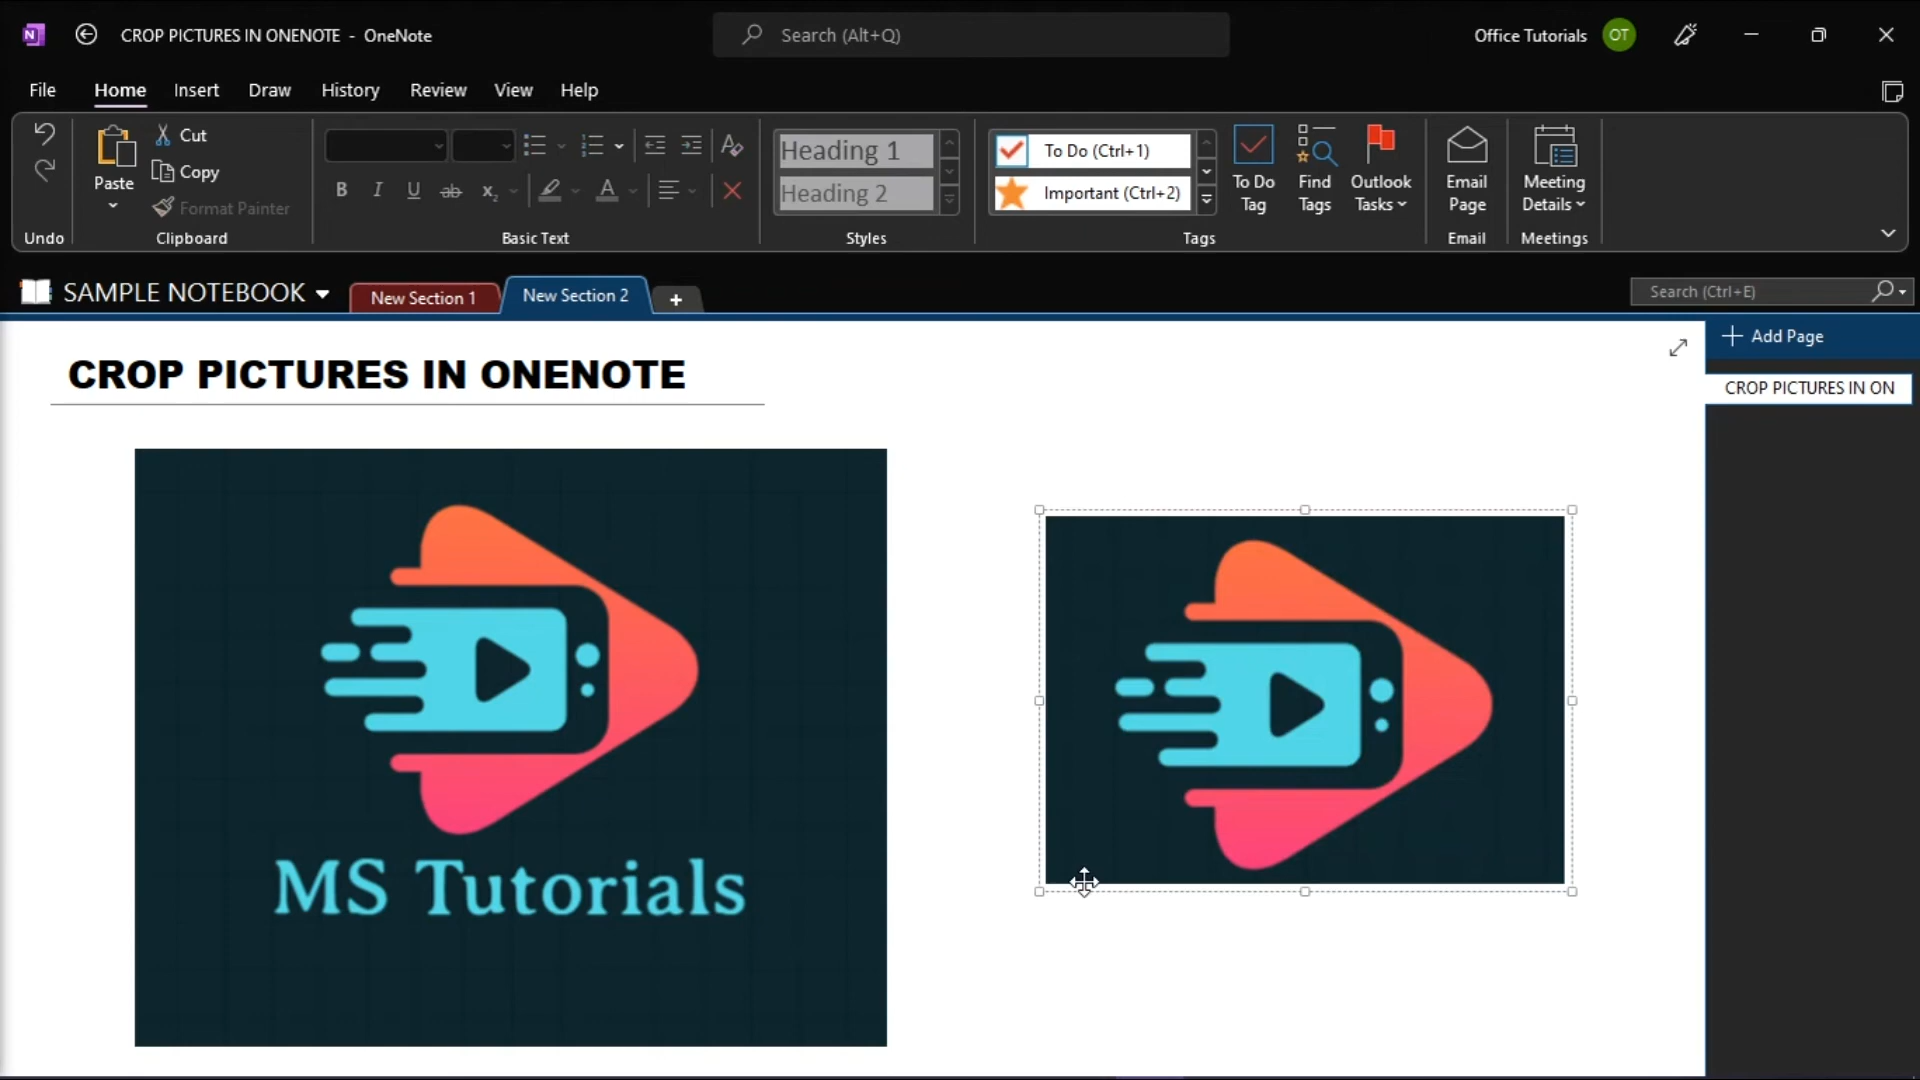 CROP PICTURES IN ONENOTE - OneNote
Search (Alt+Q)
Office Tutorials
OT
File Home Insert Draw History Review View Help
Cut
Copy
Format Painter
Paste
Heading 1
Heading 2
To Do (Ctrl+1)
Important (Ctrl+2)
To Do Tag
Find Tags
Outlook Tasks
Email Page
Meeting Details
Undo Clipboard Basic Text Styles Tags Email Meetings
SAMPLE NOTEBOOK
New Section 1
New Section 2
Search (Ctrl+E)
Add Page
CROP PICTURES IN ON
CROP PICTURES IN ONENOTE
MS Tutorials